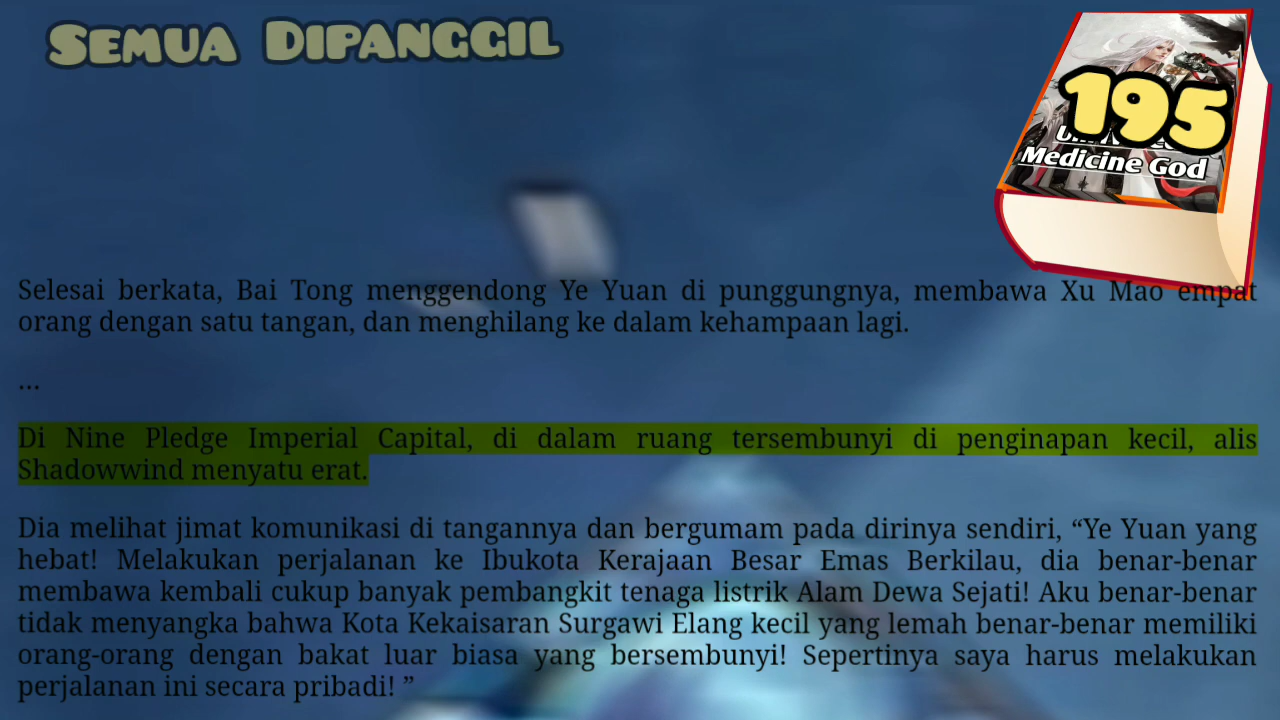 Semua Dipanggil
195
Medicine God
Selesai berkata, Bai Tong menggendong Ye Yuan di punggungnya, membawa Xu Mao empat
orang dengan satu tangan, dan menghilang ke dalam kehampaan lagi.
...
Di Nine Pledge Imperial Capital, di dalam ruang tersembunyi di penginapan kecil, alis
Shadowwind menyatu erat.
Dia melihat jimat komunikasi di tangannya dan bergumam pada dirinya sendiri, “Ye Yuan yang
hebat! Melakukan perjalanan ke Ibukota Kerajaan Besar Emas Berkilau, dia benar-benar
membawa kembali cukup banyak pembangkit tenaga listrik Alam Dewa Sejati! Aku benar-benar
tidak menyangka bahwa Kota Kekaisaran Surgawi Elang kecil yang lemah benar-benar memiliki
orang-orang dengan bakat luar biasa yang bersembunyi! Sepertinya saya harus melakukan
perjalanan ini secara pribadi! ”